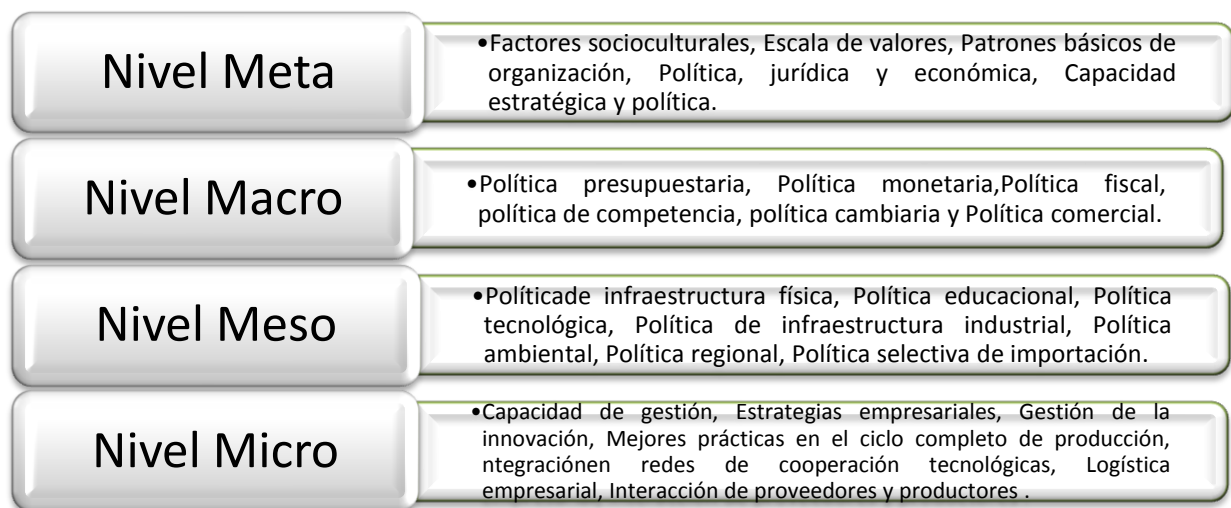 Nivel Meta
•Factores socioculturales, Escala de valores, Patrones básicos de
organización, Política, jurídica y económica, Capacidad
estratégica y política.
Nivel Macro
•Política presupuestaria, Política monetaria,Política fiscal,
política de competencia, política cambiaria y Política comercial.
Nivel Meso
•Políticade infraestructura física, Política educacional, Política
tecnológica, Política de infraestructura industrial, Política
ambiental, Política regional, Política selectiva de importación.
Nivel Micro
•Capacidad de gestión, Estrategias empresariales, Gestión de la
innovación, Mejores prácticas en el ciclo completo de producción,
ntegraciónen redes de cooperación tecnológicas, Logística
empresarial, Interacción de proveedores y productores .